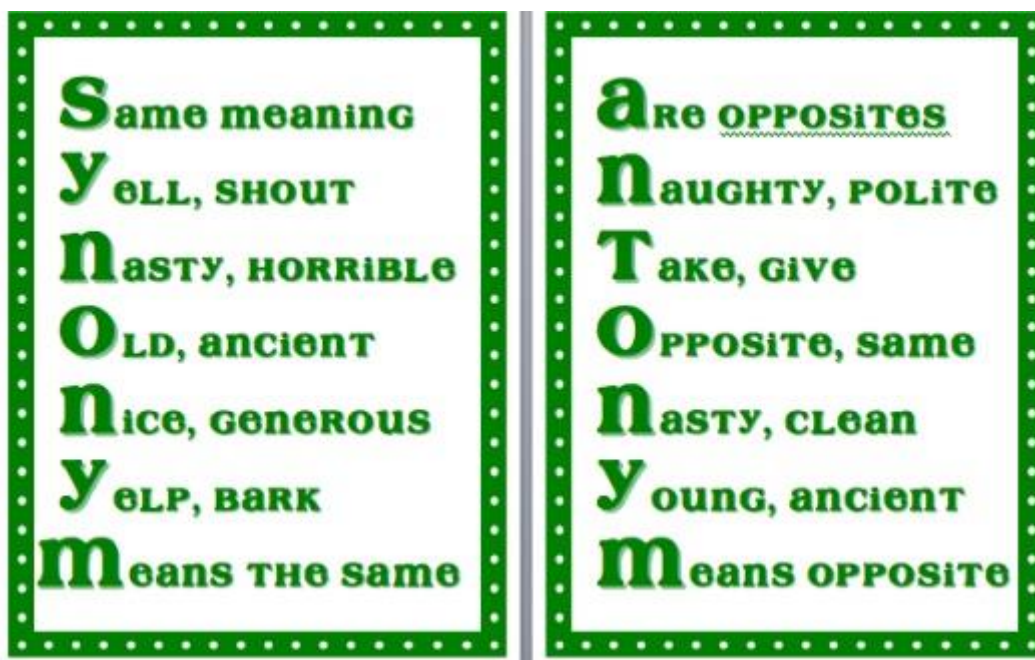 Same meaning
Yell, shout
Nasty, horrible
Old, ancient
Nice, generous
Yelp, bark
Means the same
Are opposites
Naughty, polite
Take, give
Opposite, same
Nasty, clean
Young, ancient
Means opposite